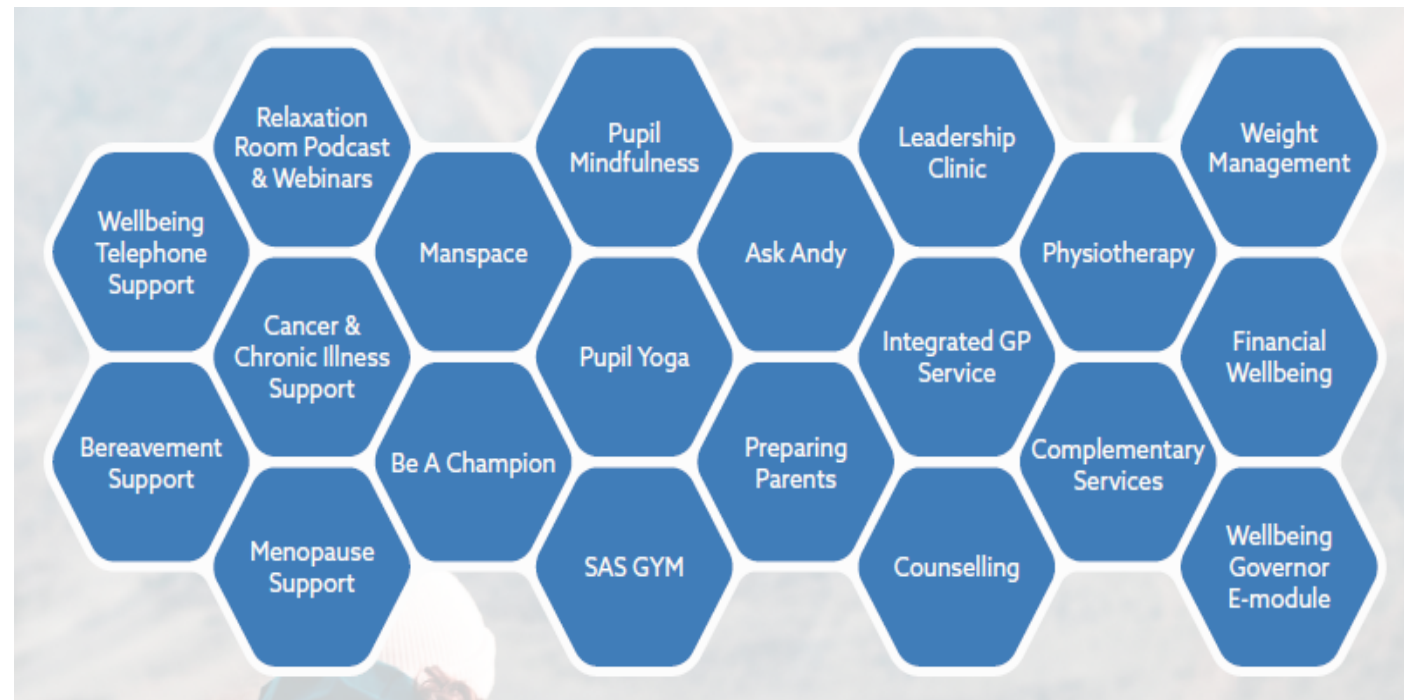 Relaxation
Room Podcast
& Webinars
Pupil
Mindfulness
Leadership
Clinic
Weight
Management
Wellbeing
Telephone
Support
Manspace
Ask Andy
Physiotherapy
Cancer &
Chronic Illness
Support
Pupil Yoga
Integrated GP
Service
Financial
Wellbeing
Bereavement
Support
Be A Champion
Preparing
Parents
Complementary
Services
Menopause
Support
SAS GYM
Counselling
Wellbeing
Governor
E-module